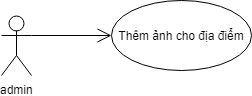 Thêm ảnh cho địa điểm
admin